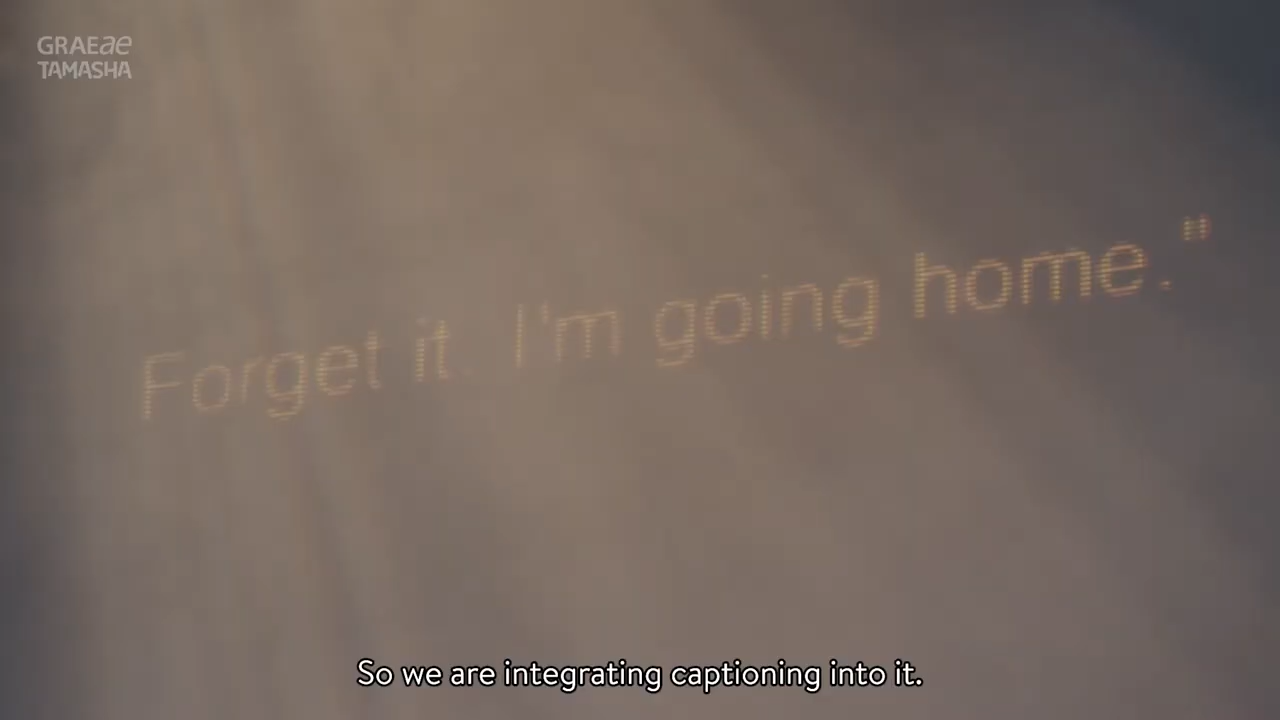 GRAEae
TAMASHA
Forget it. I'm going home."
So we are integrating captioning into it.